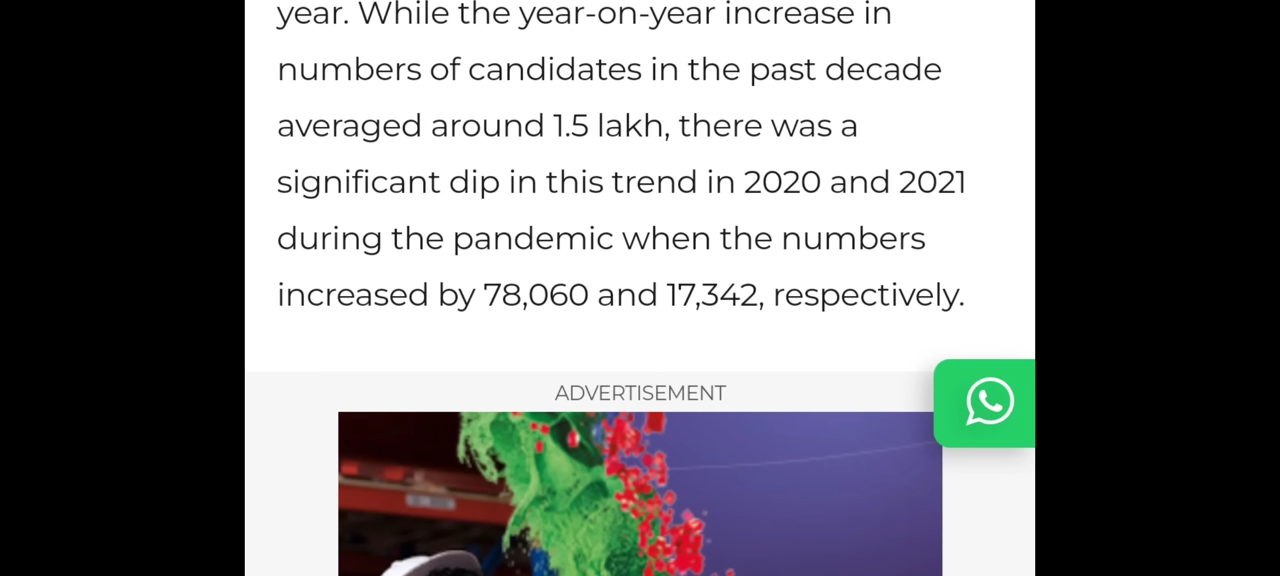 year. While the year-on-year increase in
numbers of candidates in the past decade
averaged around 1.5 lakh, there was a
significant dip in this trend in 2020 and 2021
during the pandemic when the numbers
increased by 78,060 and 17,342, respectively.
ADVERTISEMENT